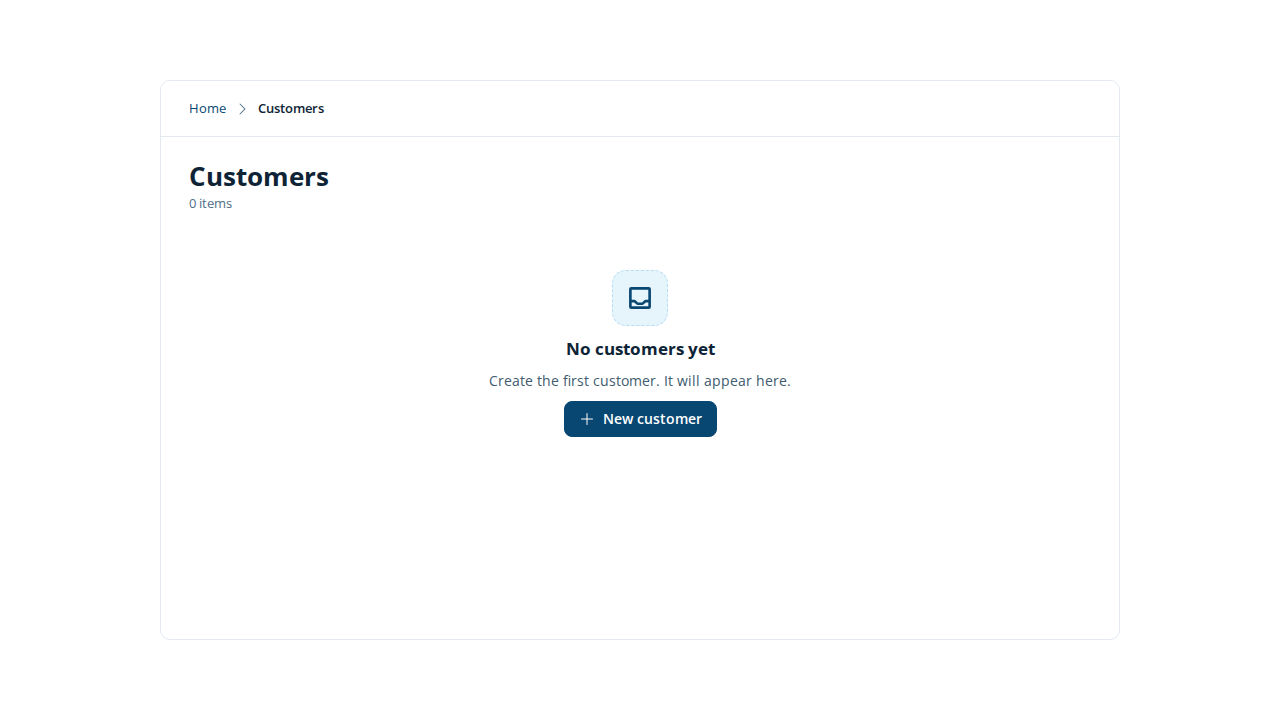 Home Customers
Customers
0 items
No customers yet
Create the first customer. It will appear here.
New customer